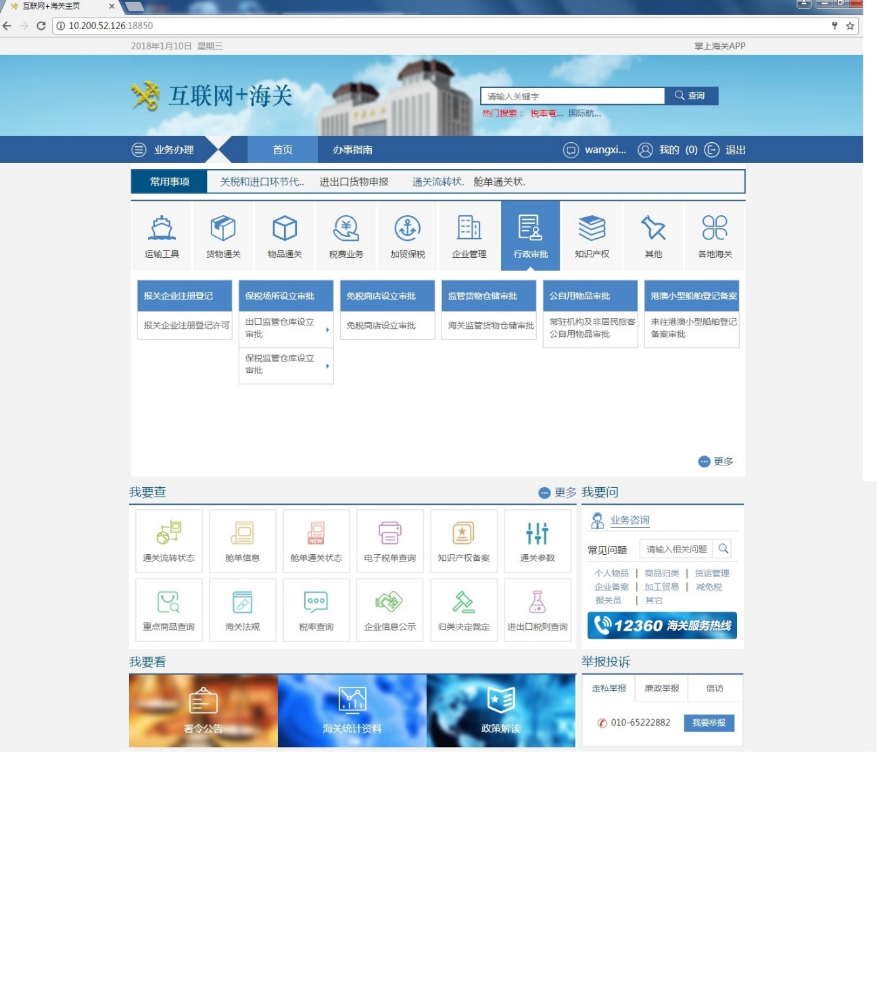 互联网+海关主页
10.200.52.126:18850
2018年1月10日 星期三
掌上海关APP
互联网+海关
请输入关键字
查询
热门搜索： 税率查... 国际航...
业务办理
首页
办事指南
wangxi...
我的 (0)
退出
常用事项
关税和进口环节代..
进出口货物申报
通关流转状.
舱单通关状.
运输工具
货物通关
物品通关
税费业务
加贸保税
企业管理
行政审批
知识产权
其他
各地海关
报关企业注册登记
保税场所设立审批
免税商店设立审批
监管货物仓储审批
公自用物品审批
港澳小型船舶登记备案
报关企业注册登记许可
出口监管仓库设立
审批
免税商店设立审批
海关监管货物仓储审批
常驻机构及非居民旅客
公自用物品审批
来往港澳小型船舶登记
备案审批
保税监管仓库设立
审批
更多
我要查
更多
我要问
通关流转状态
舱单信息
NEW
舱单通关状态
电子税单查询
知识产权备案
通关参数
重点商品查询
海关法规
税率查询
企业信息公示
归类决定裁定
进出口税则查询
业务咨询
常见问题
请输入相关问题
个人物品
商品归类
货运管理
企业备案
加工贸易
减免税
报关员
其它
12360 海关服务热线
我要看
举报投诉
署令公告
海关统计资料
政策解读
走私举报
廉政举报
信访
010-65222882
我要举报